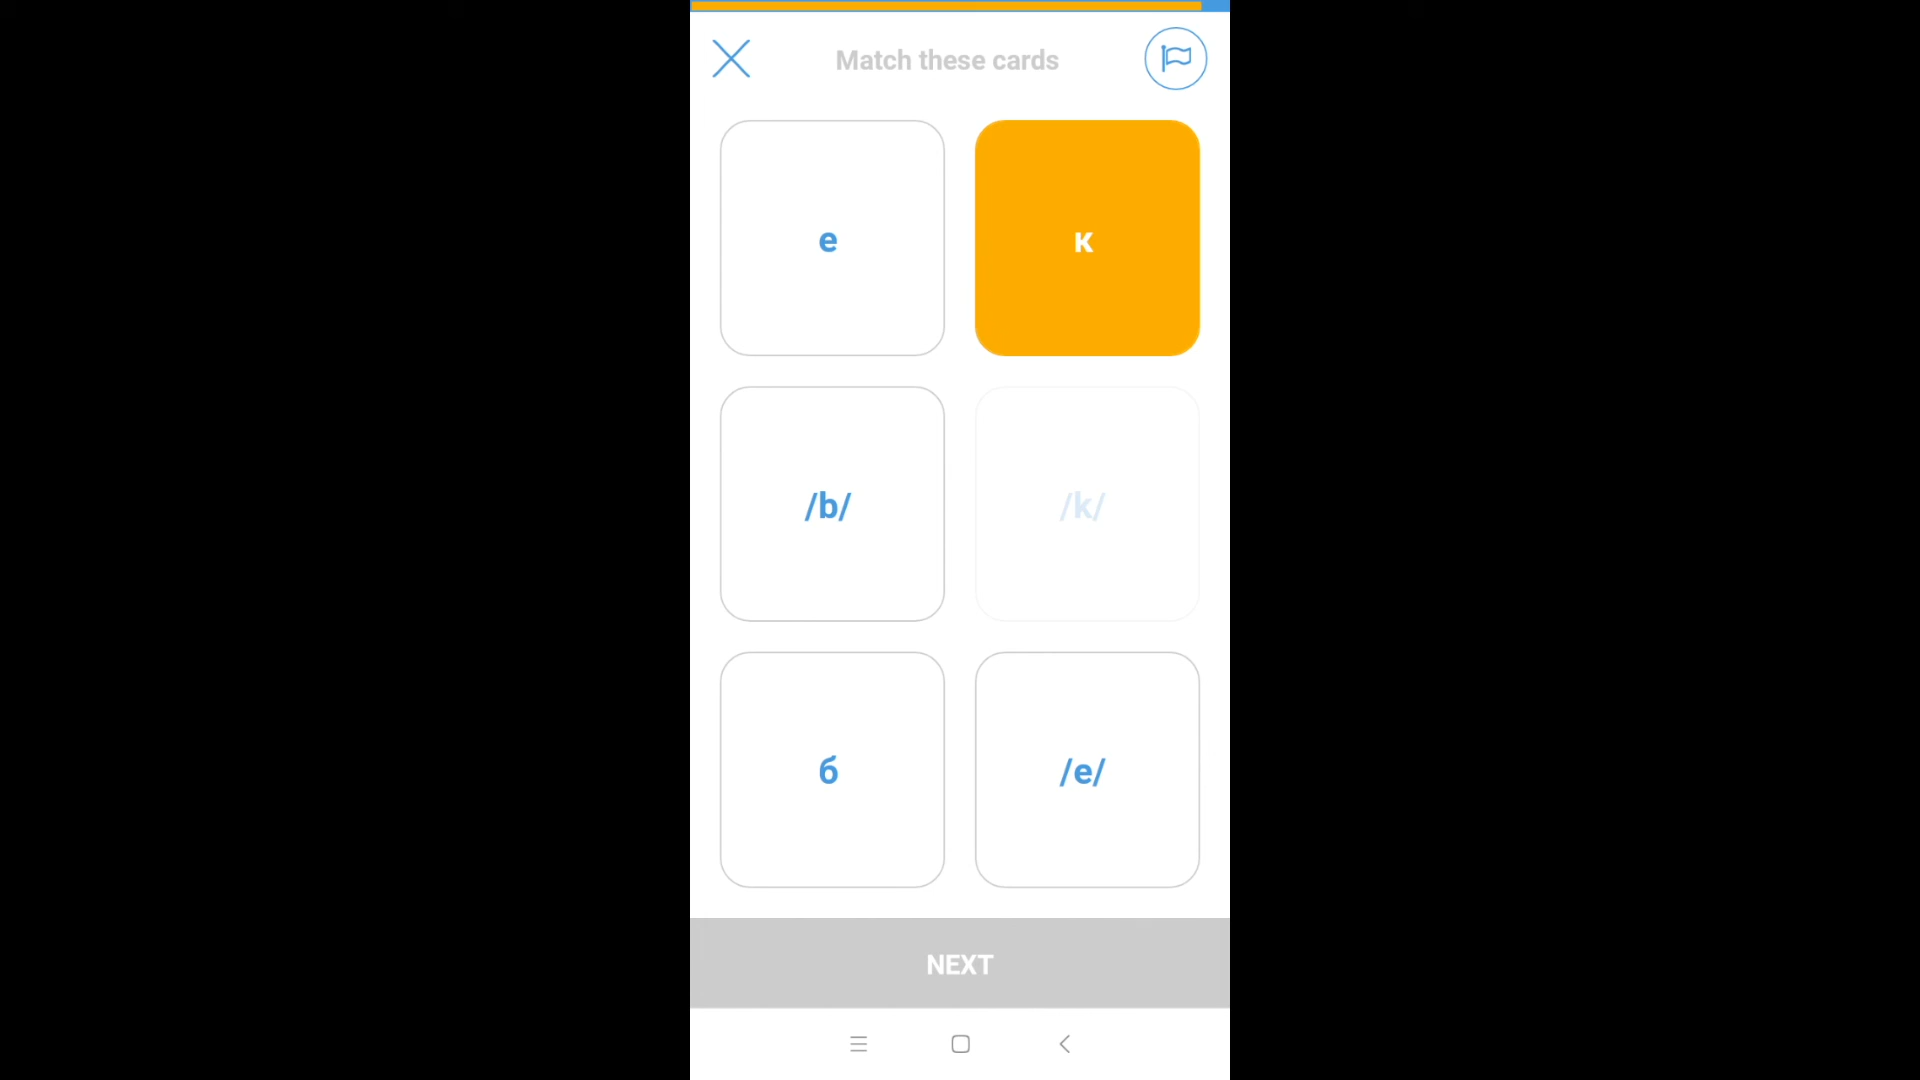 Match these cards
е
к
/b/
/k/
б
/e/
NEXT